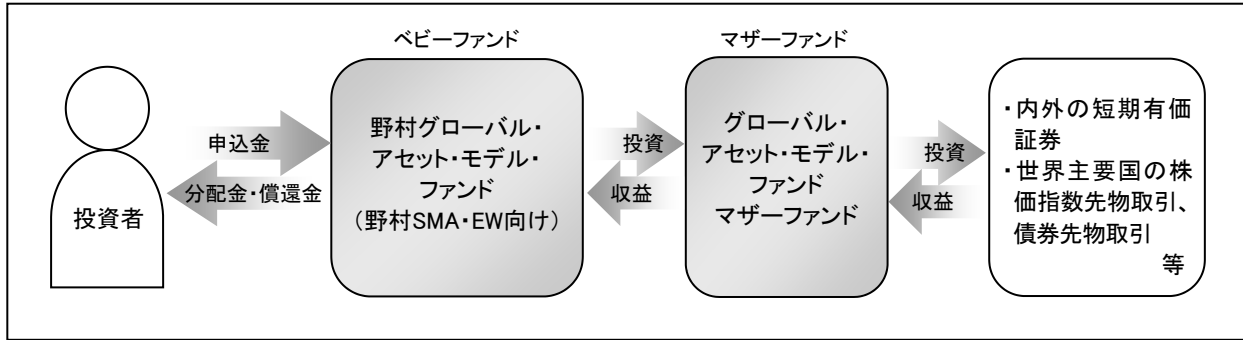 ベビーファンド
マザーファンド
投資者
申込金
分配金・償還金
野村グローバル・
アセット・モデル・
ファンド
（野村SMA・EW向け）
投資
収益
グローバル・
アセット・モデル・
ファンド
マザーファンド
投資
収益
・内外の短期有価
証券
・世界主要国の株
価指数先物取引、
債券先物取引
等